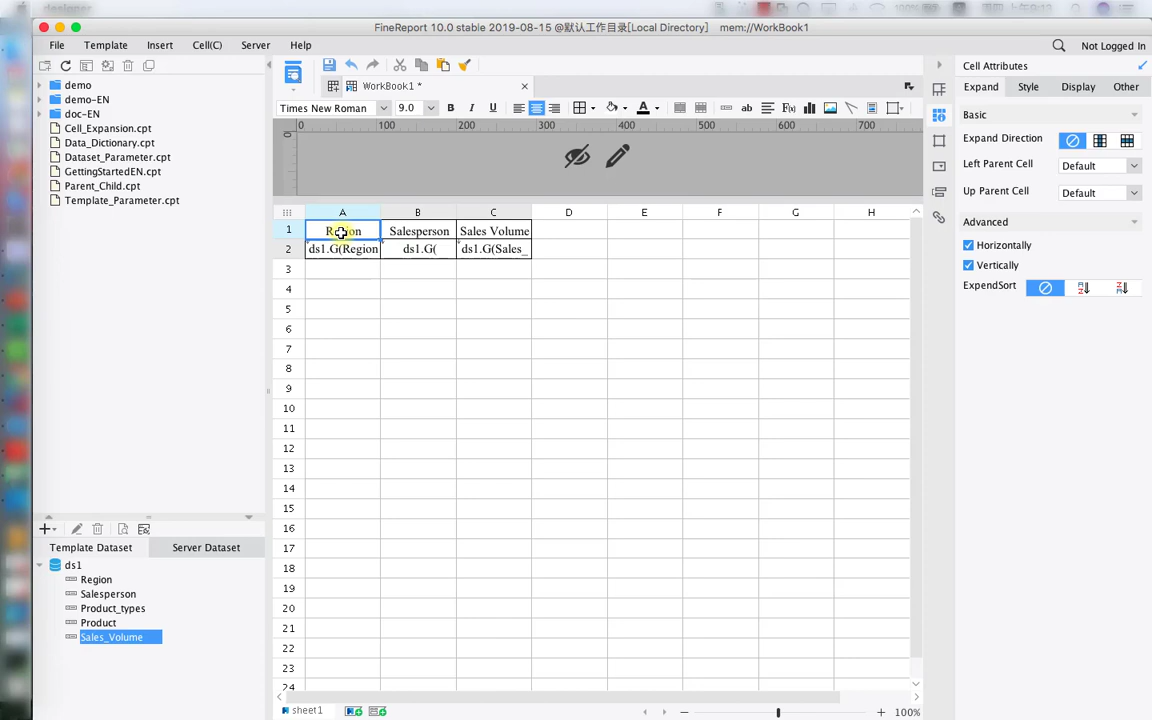 FineReport 10.0 stable 2019-08-15 @默认工作目录[Local Directory] mem://WorkBook1
File Template Insert Cell(C) Server Help
Not Logged In
demo
demo-EN
doc-EN
Cell_Expansion.cpt
Data_Dictionary.cpt
Dataset_Parameter.cpt
GettingStartedEN.cpt
Parent_Child.cpt
Template_Parameter.cpt
Template Dataset Server Dataset
ds1
Region
Salesperson
Product_types
Product
Sales_Volume
WorkBook1 *
Times New Roman 9.0 B I U
0 100 200 300 400 500 600 700
0
A B C D E F G H
1 Region Salesperson Sales Volume
2 ds1.G(Region ds1.G( ds1.G(Sales_
3
4
5
6
7
8
9
10
11
12
13
14
15
16
17
18
19
20
21
22
23
24
sheet1
100%
Cell Attributes
Expand Style Display Other
Basic
Expand Direction
Left Parent Cell Default
Up Parent Cell Default
Advanced
Horizontally
Vertically
ExpendSort